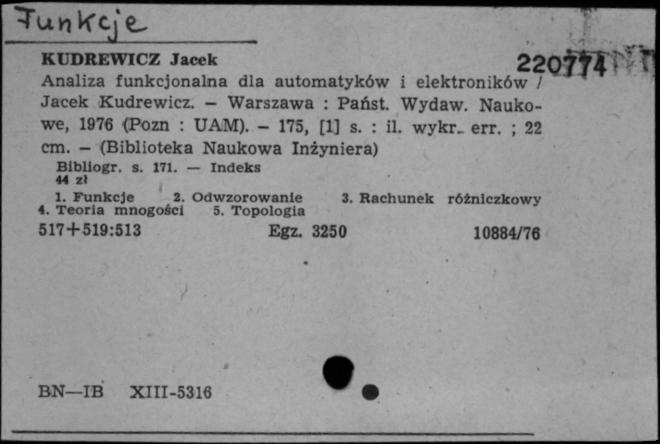 Funkcje
KUDREWICZ Jacek
220774
Analiza funkcjonalna dla automatyków i elektroników /
Jacek Kudrewicz. — Warszawa : Państ. Wydaw. Nauko-
we, 1976 (Pozn : UAM). — 175, [1] s. : il. wykr. err. ; 22
cm. — (Biblioteka Naukowa Inżyniera)
Bibliogr. s. 171. — Indeks
44 zł
1. Funkcje 2. Odwzorowanie 3. Rachunek różniczkowy
4. Teoria mnogości 5. Topologia
517+519:513 Egz. 3250 10884/76
BN—IB XIII-5316